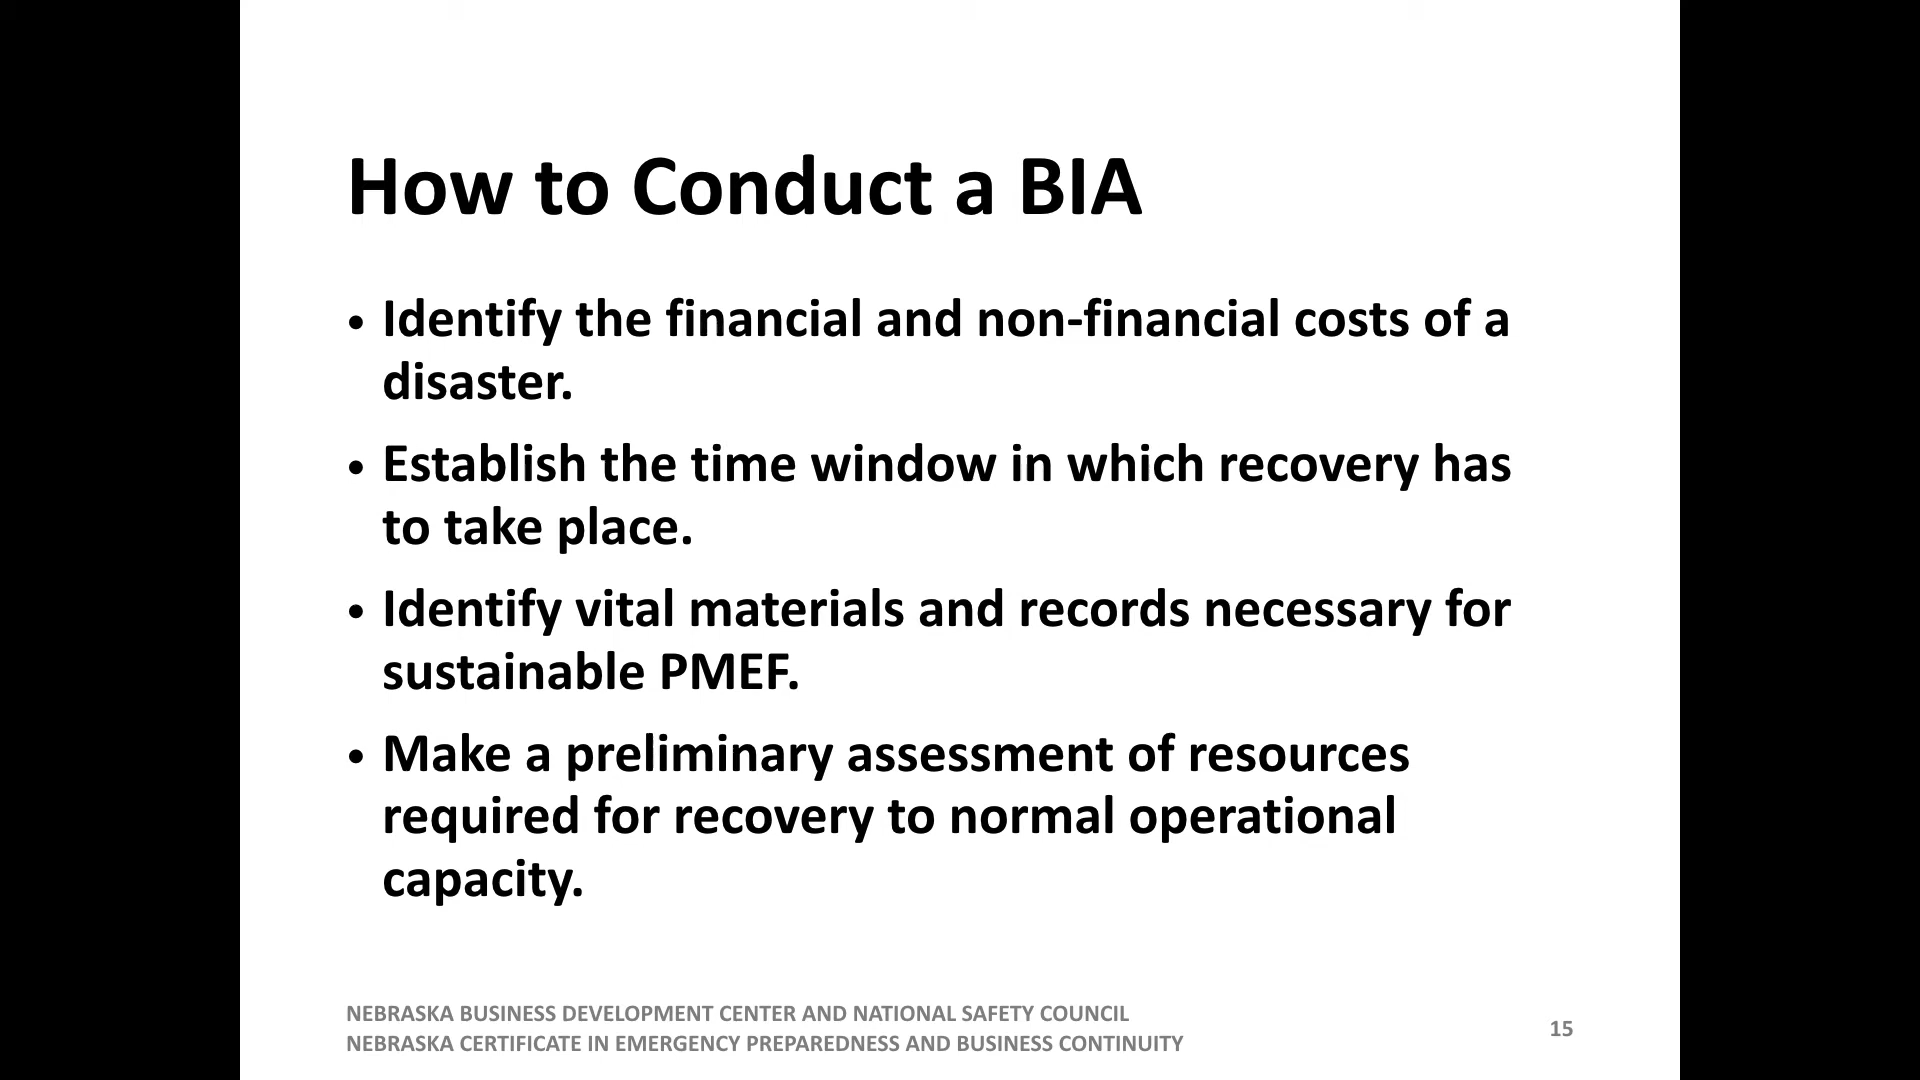 How to Conduct a BIA
• Identify the financial and non-financial costs of a
disaster.
• Establish the time window in which recovery has
to take place.
• Identify vital materials and records necessary for
sustainable PMEF.
• Make a preliminary assessment of resources
required for recovery to normal operational
capacity.
NEBRASKA BUSINESS DEVELOPMENT CENTER AND NATIONAL SAFETY COUNCIL
NEBRASKA CERTIFICATE IN EMERGENCY PREPAREDNESS AND BUSINESS CONTINUITY
15